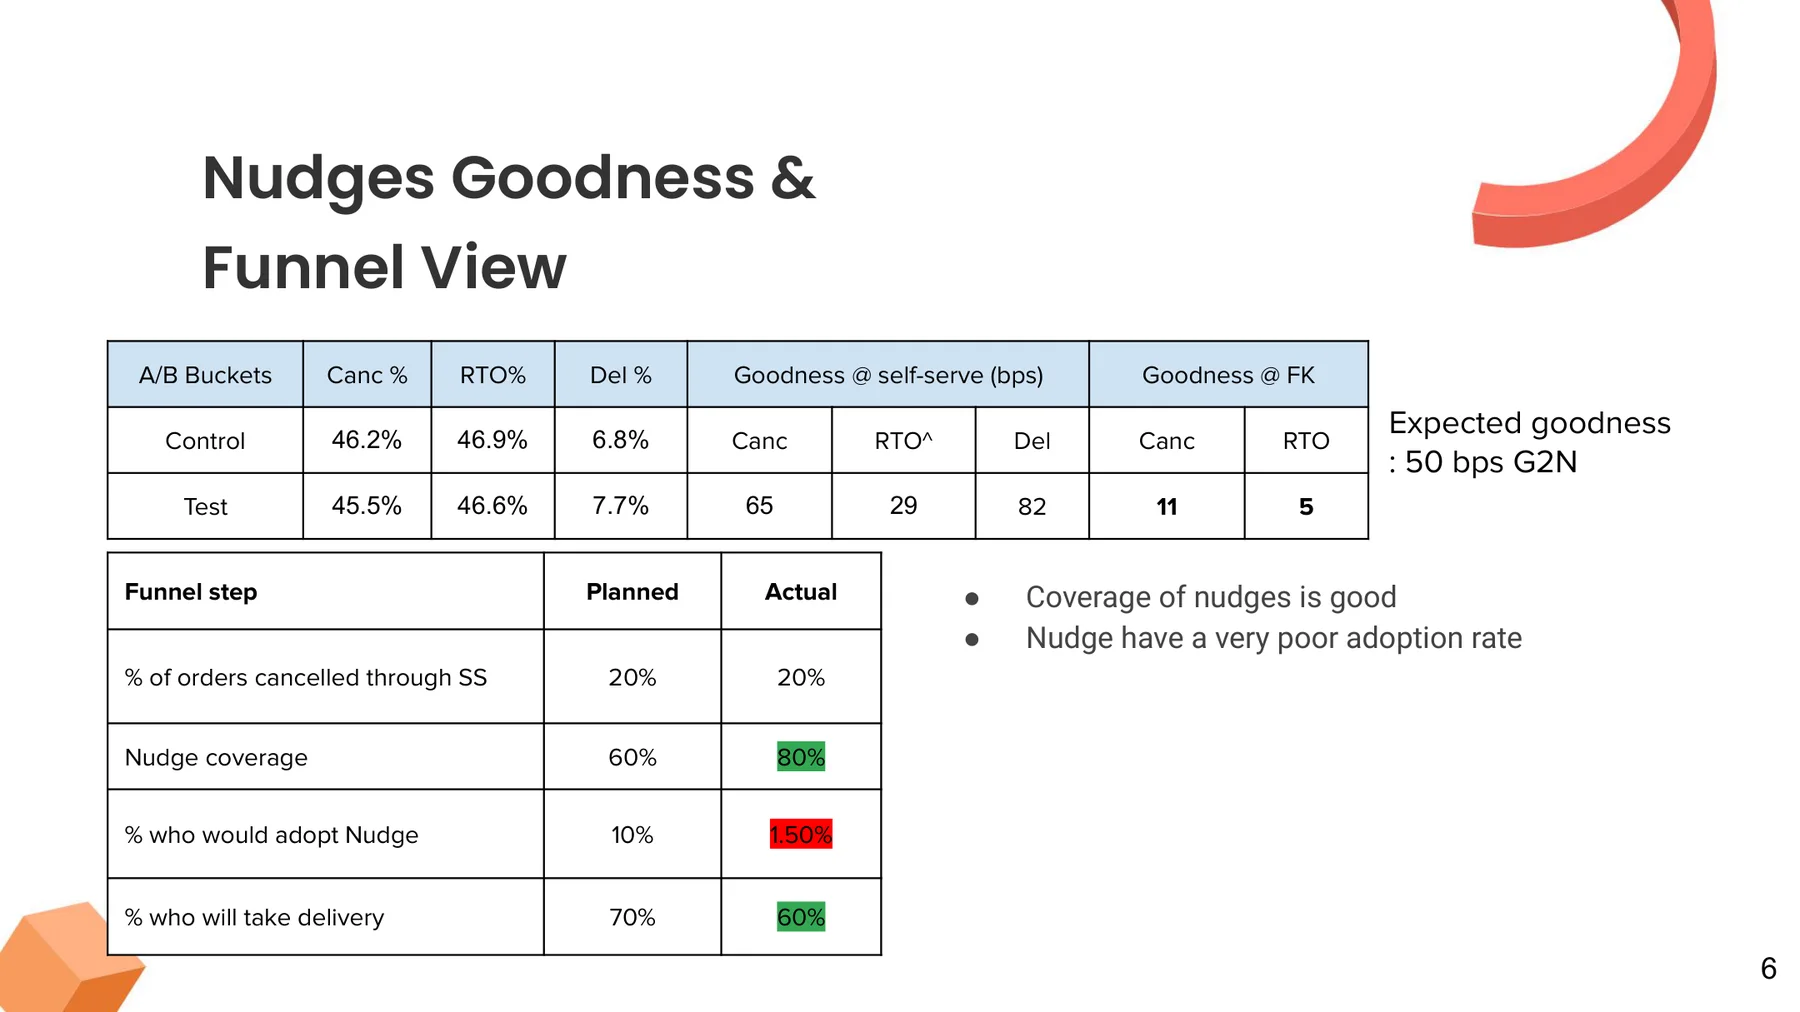 Nudges Goodness &
Funnel View
A/B Buckets Canc % RTO% Del % Goodness @ self-serve (bps) Goodness @ FK
Control 46.2% 46.9% 6.8% Canc RTO^ Del Canc RTO
Test 45.5% 46.6% 7.7% 65 29 82 11 5
Expected goodness
: 50 bps G2N
Funnel step Planned Actual
% of orders cancelled through SS 20% 20%
Nudge coverage 60% 80%
% who would adopt Nudge 10% 1.50%
% who will take delivery 70% 60%
● Coverage of nudges is good
● Nudge have a very poor adoption rate
6